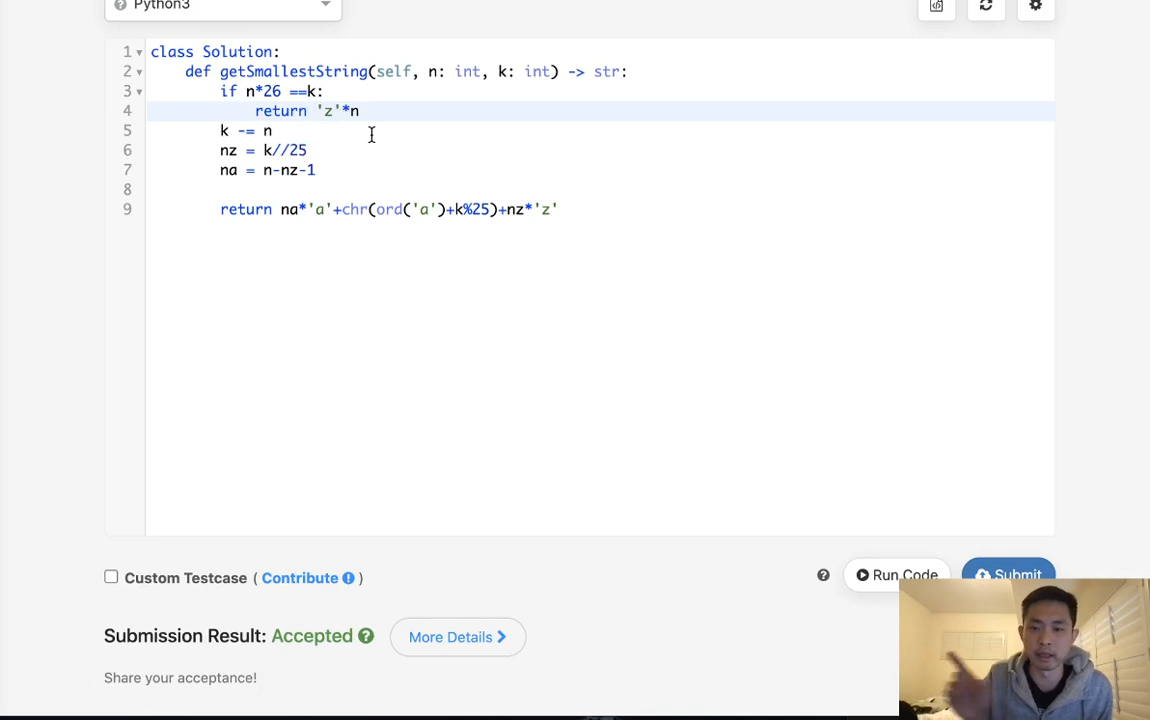 Python3
1 class Solution:
2 def getSmallestString(self, n: int, k: int) -> str:
3 if n*26 ==k:
4 return 'z'*n
5 k -= n
6 nz = k//25
7 na = n-nz-1
8
9 return na*'a'+chr(ord('a')+k%25)+nz*'z'
Custom Testcase ( Contribute )
Run Code
Submit
Submission Result: Accepted
More Details
Share your acceptance!